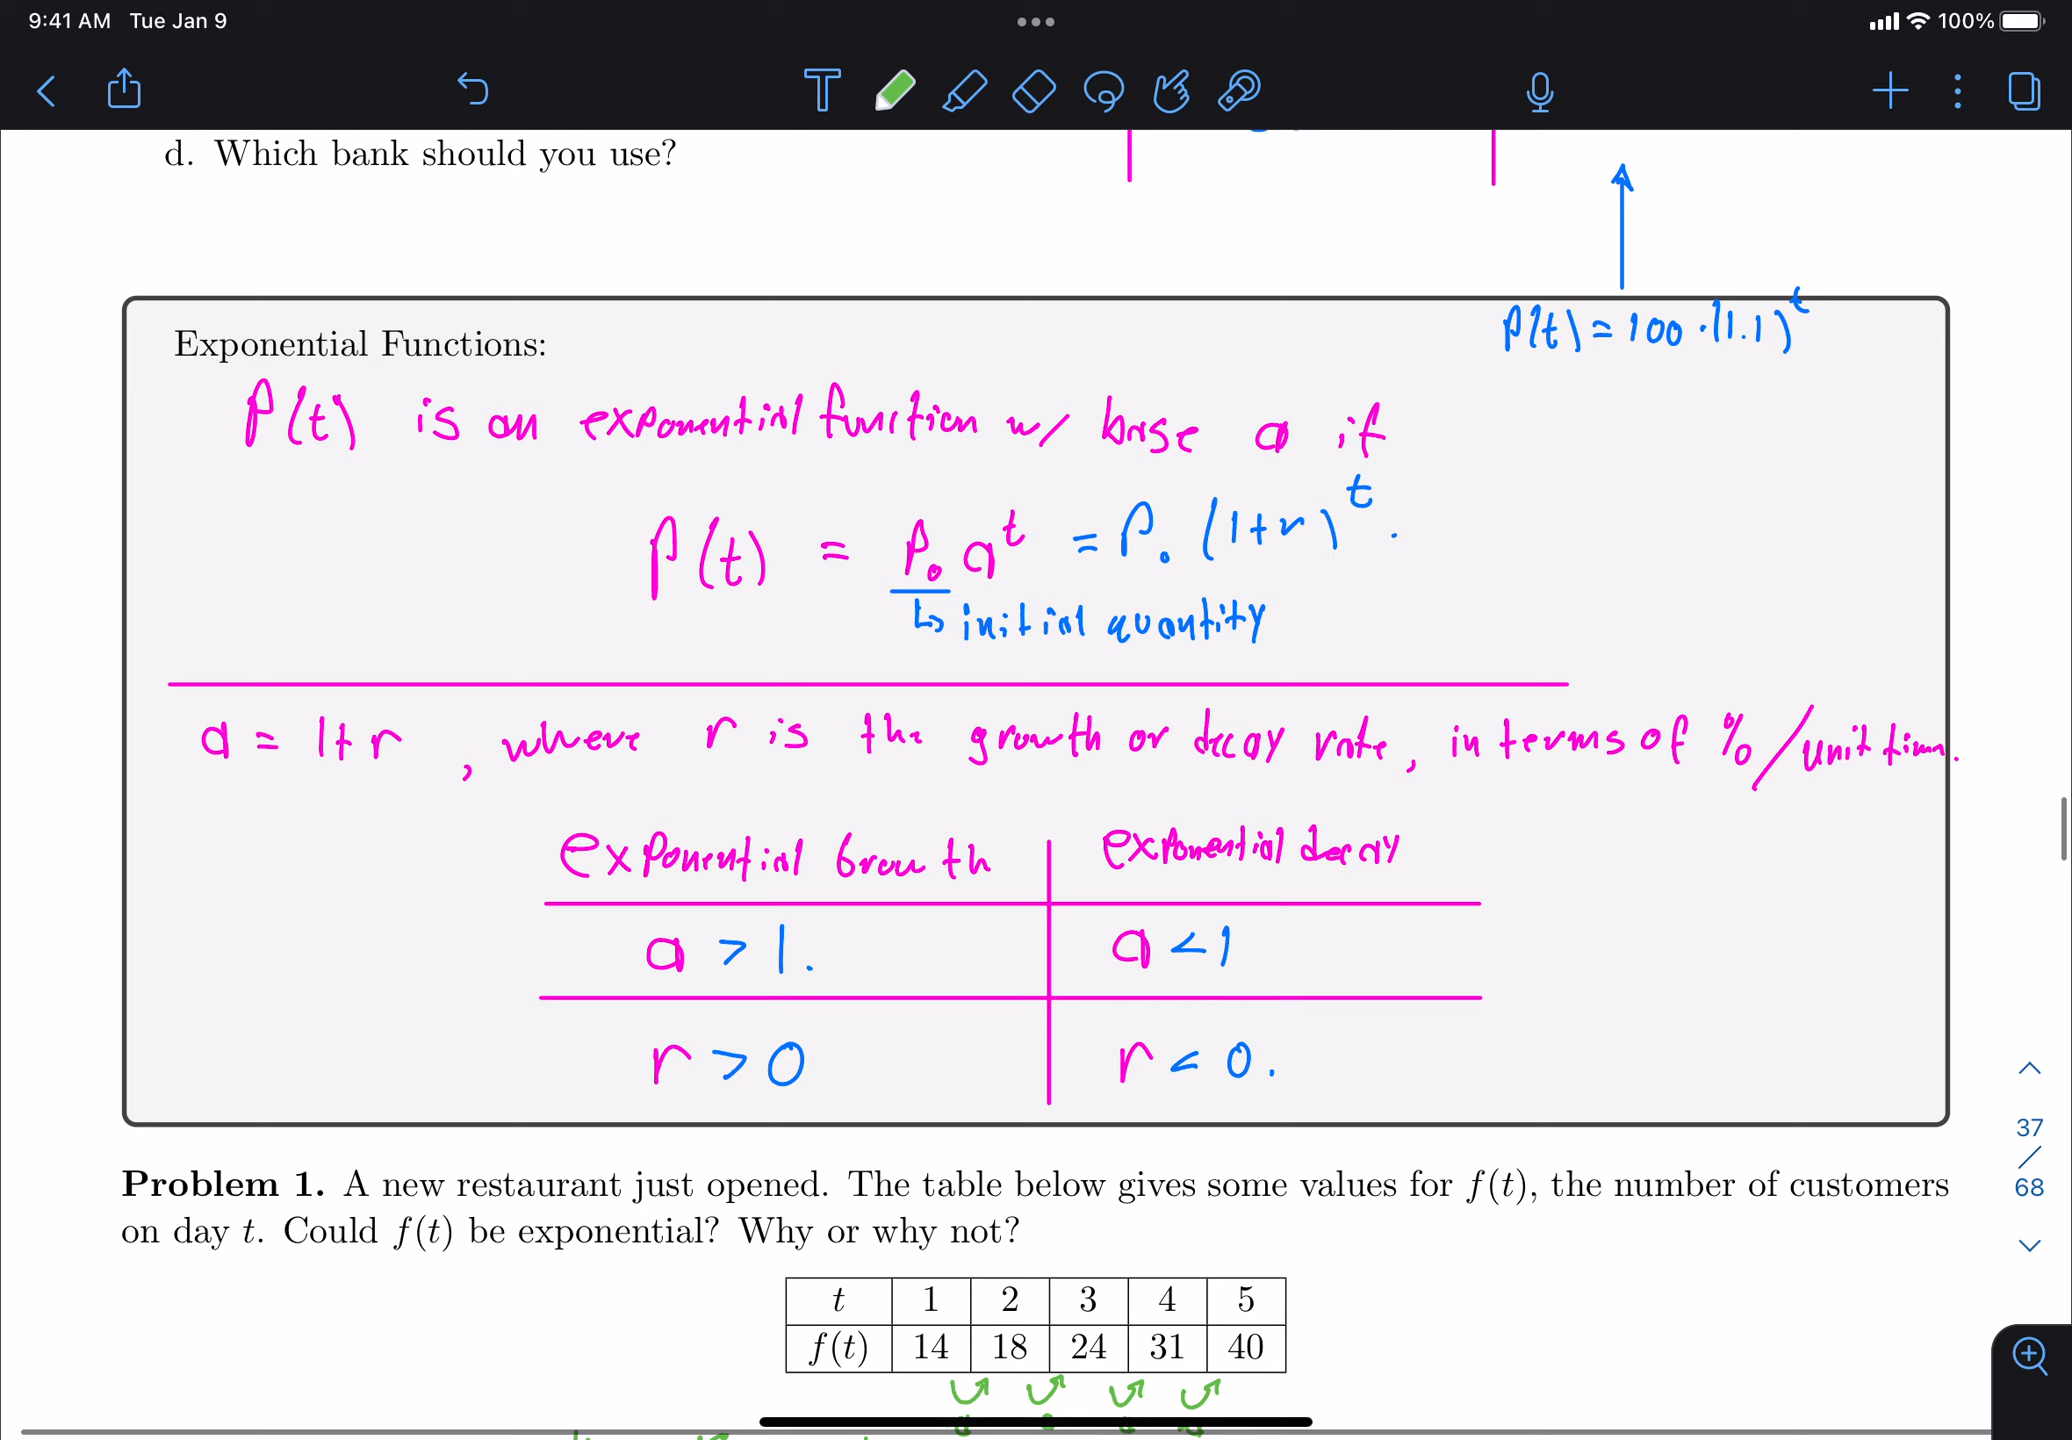 9:41 AM Tue Jan 9
100%
d. Which bank should you use?
P(t) = 100 · (1.1)^t
Exponential Functions:
P(t) is an exponential function w/ base a if
P(t) = P₀ a^t = P₀ (1+r)^t .
↳ initial quantity
a = 1+r , where r is the growth or decay rate, in terms of % / unit time.
exponential Growth exponential decay
a > 1. a < 1
r > 0 r < 0.
Problem 1. A new restaurant just opened. The table below gives some values for f(t), the number of customers
on day t. Could f(t) be exponential? Why or why not?
t 1 2 3 4 5
f(t) 14 18 24 31 40
37
/
68